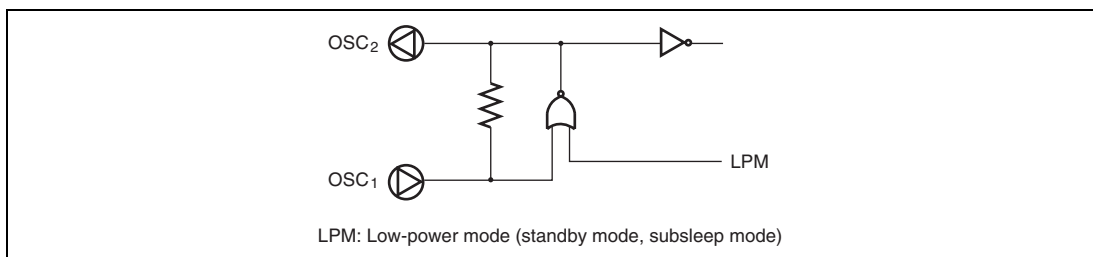 OSC2
LPM
OSC1
LPM: Low-power mode (standby mode, subsleep mode)